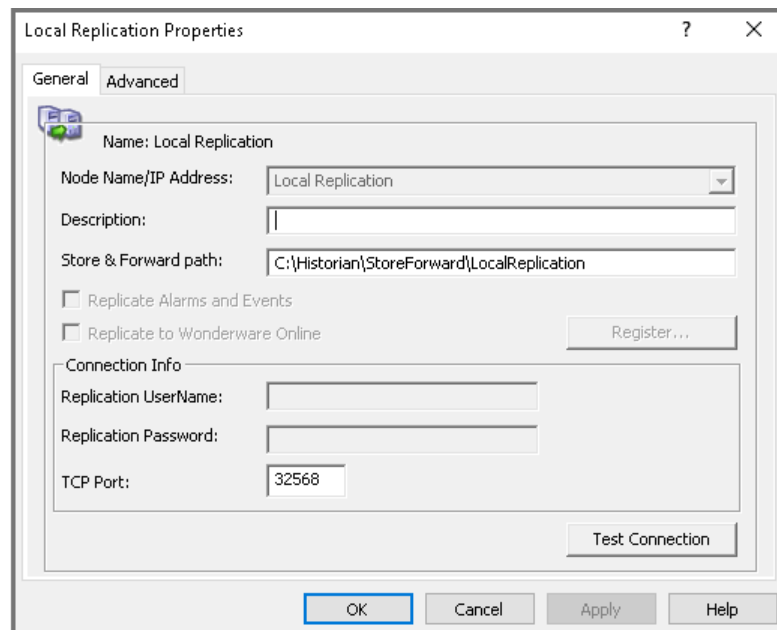 Local Replication Properties
? X
General Advanced
Name: Local Replication
Node Name/IP Address: Local Replication
Description:
Store & Forward path: C:\Historian\StoreForward\LocalReplication
Replicate Alarms and Events
Replicate to Wonderware Online Register...
Connection Info
Replication UserName:
Replication Password:
TCP Port: 32568
Test Connection
OK Cancel Apply Help